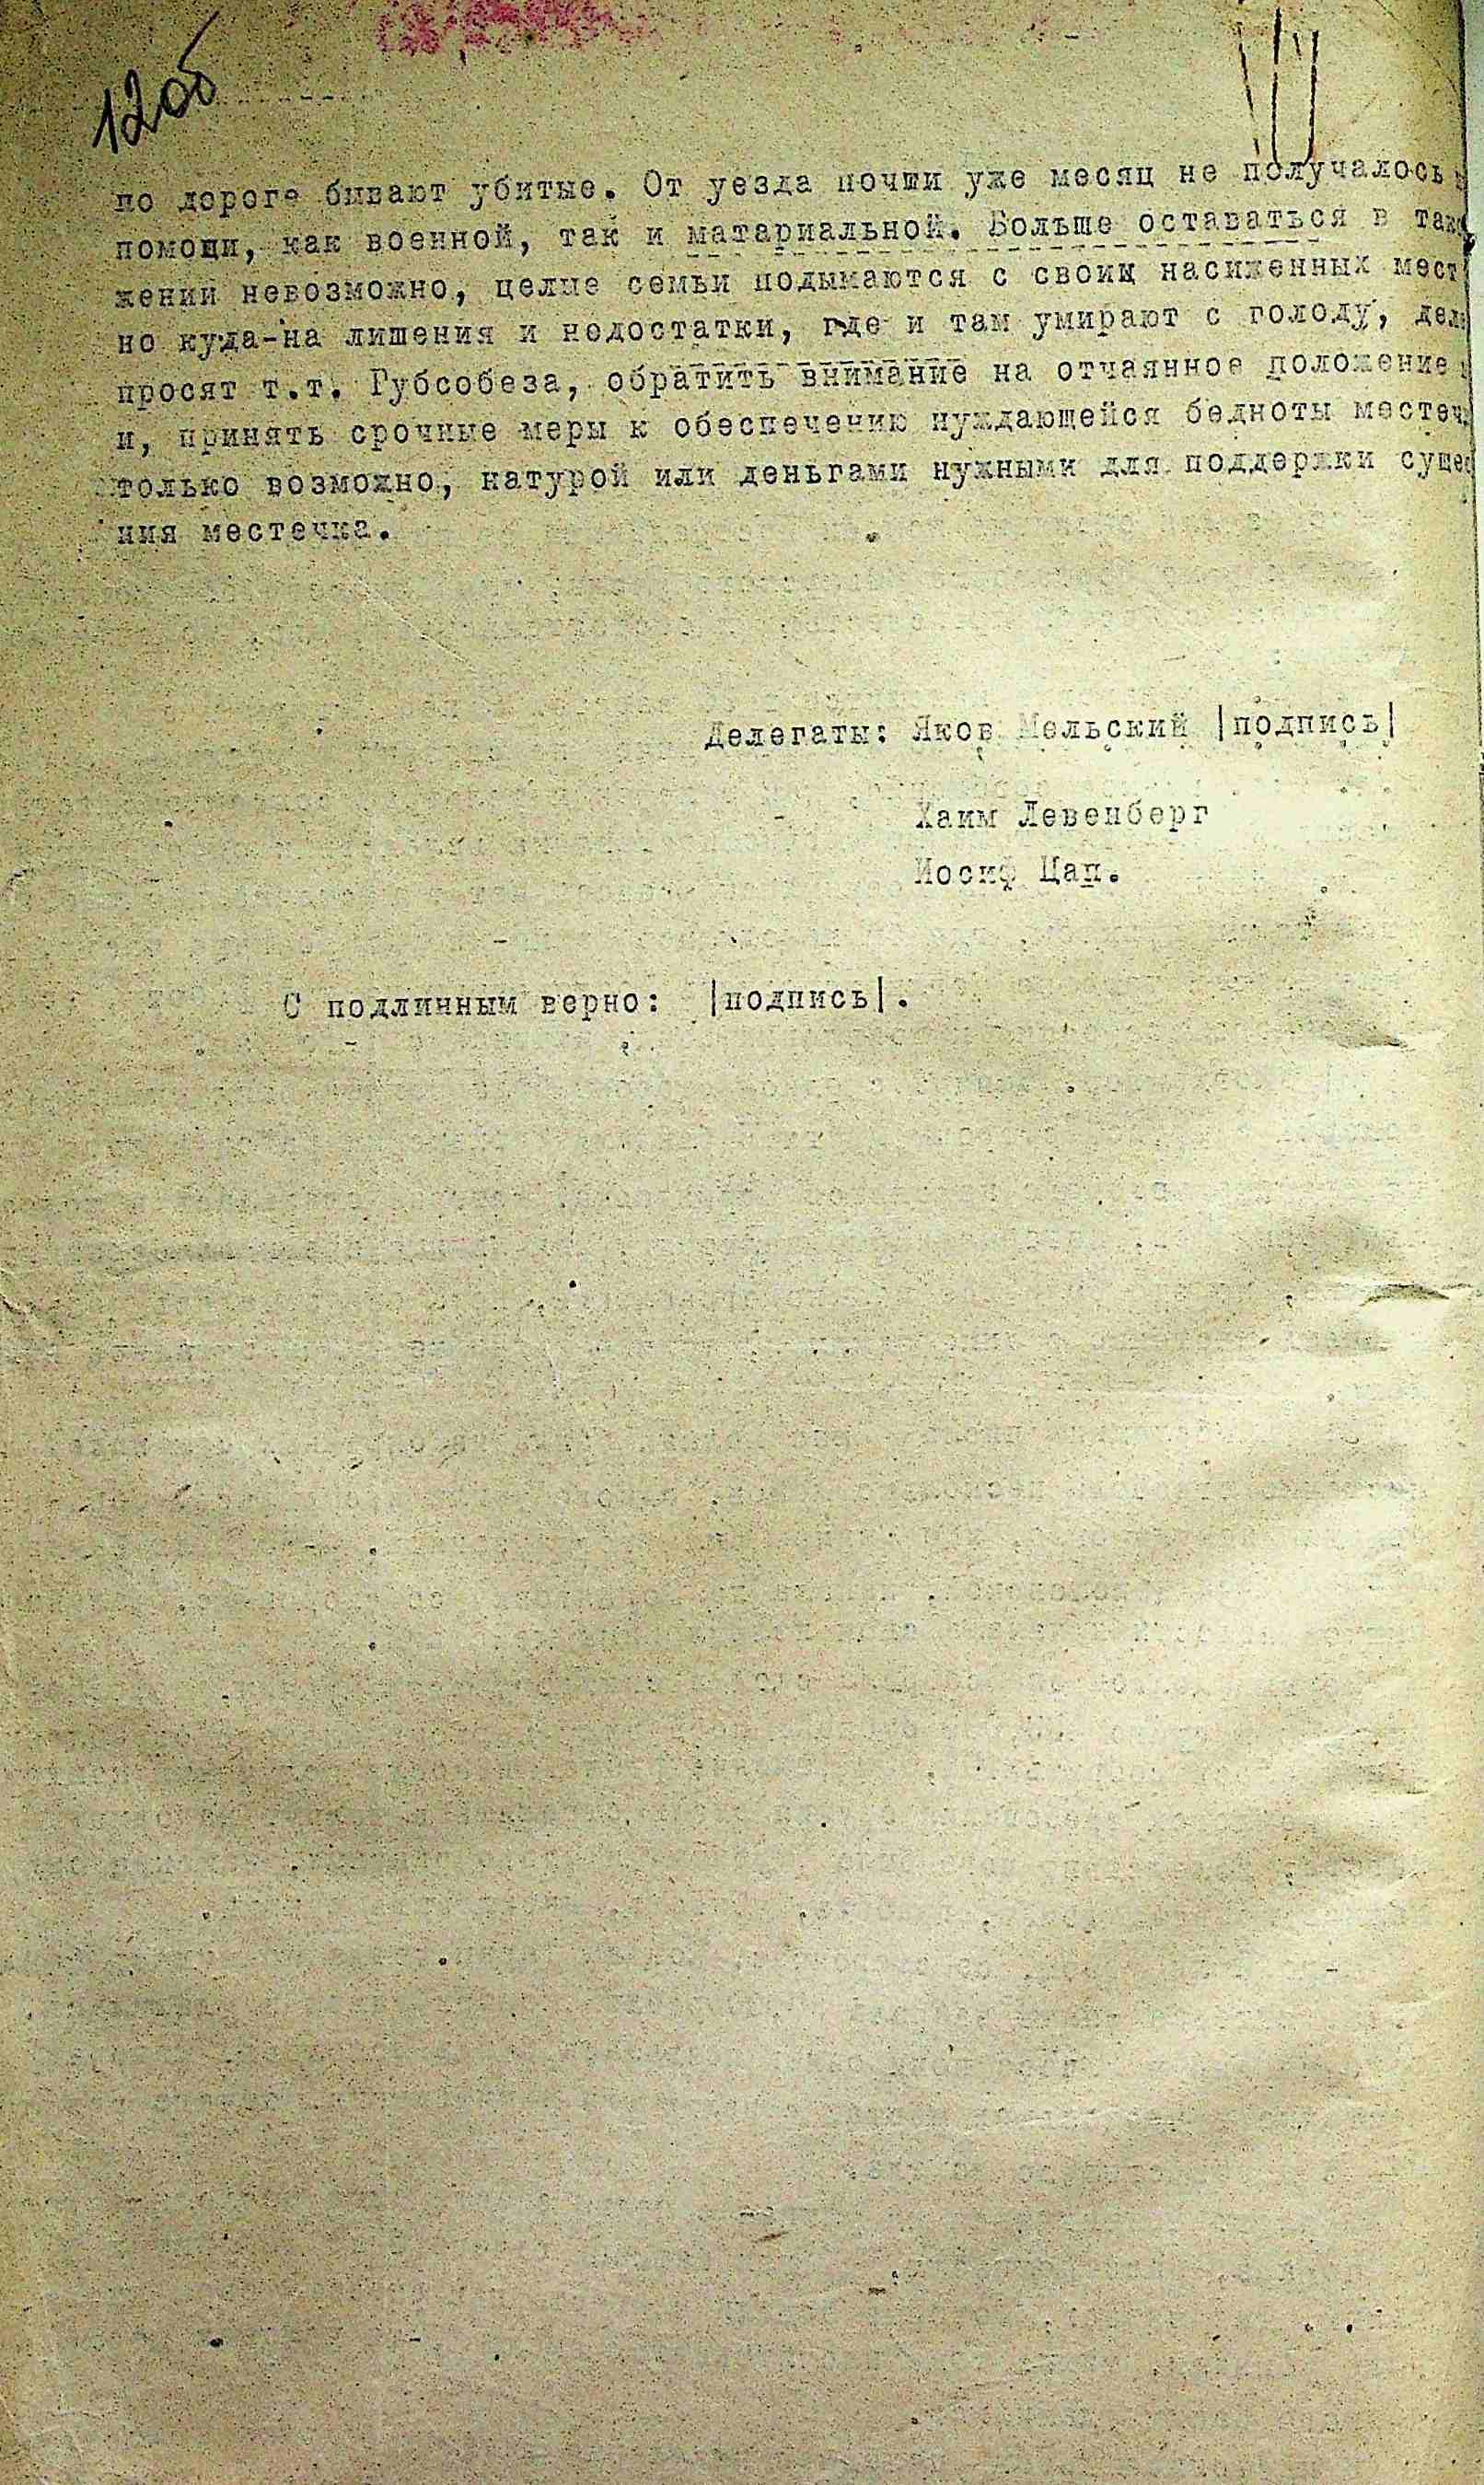 12об
по дороге бывают убитые. От уезда почти уже месяц не получалось
помощи, как военной, так и матариальной. Больше оставаться в так
жении невозможно, целые семьи подымаются с своиц насиженных мест
но куда-на лишения и недостатки, где и там умирают с голоду, дел
просят т.т. Губсобеза, обратить внимание на отчаянное положение
и, принять срочные меры к обеспечению нуждающейся бедноты местеч
только возможно, натурой или деньгами нужными для поддержки сущес
ния местечка.
Делегаты: Яков Мельский |подпись|
Хаим Левенберг
Иосиф Цап.
С подлинным верно: |подпись|.